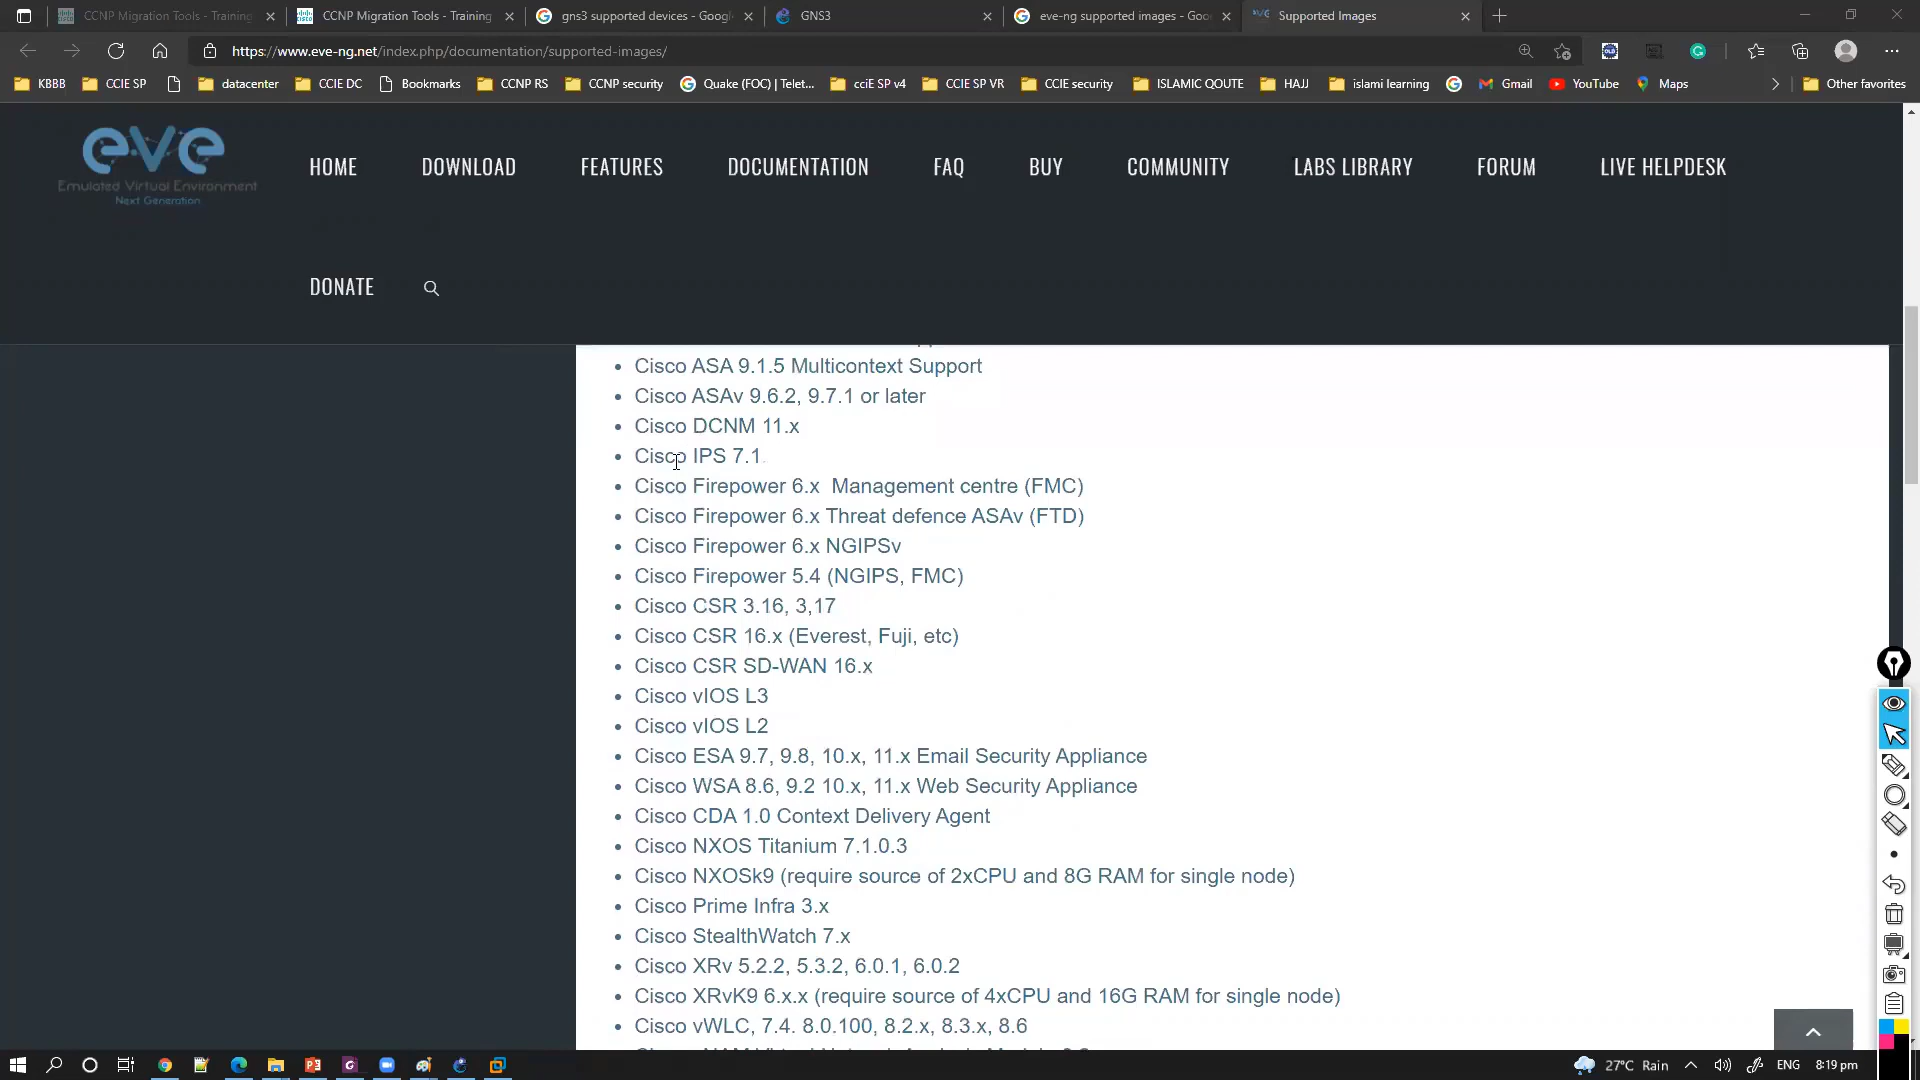 CCNP Migration Tools - Training
CCNP Migration Tools - Training
gns3 supported devices - Googl
GNS3
eve-ng supported images - Goo
Supported Images
https://www.eve-ng.net/index.php/documentation/supported-images/
KBBB
CCIE SP
datacenter
CCIE DC
Bookmarks
CCNP RS
CCNP security
Quake (FOC) | Telet...
cciE SP v4
CCIE SP VR
CCIE security
ISLAMIC QOUTE
HAJJ
islami learning
Gmail
YouTube
Maps
Other favorites
eve
Emulated Virtual Environment
Next Generation
HOME
DOWNLOAD
FEATURES
DOCUMENTATION
FAQ
BUY
COMMUNITY
LABS LIBRARY
FORUM
LIVE HELPDESK
DONATE
Cisco ASA 9.1.5 Multicontext Support
Cisco ASAv 9.6.2, 9.7.1 or later
Cisco DCNM 11.x
Cisco IPS 7.1
Cisco Firepower 6.x  Management centre (FMC)
Cisco Firepower 6.x Threat defence ASAv (FTD)
Cisco Firepower 6.x NGIPSv
Cisco Firepower 5.4 (NGIPS, FMC)
Cisco CSR 3.16, 3,17
Cisco CSR 16.x (Everest, Fuji, etc)
Cisco CSR SD-WAN 16.x
Cisco vIOS L3
Cisco vIOS L2
Cisco ESA 9.7, 9.8, 10.x, 11.x Email Security Appliance
Cisco WSA 8.6, 9.2 10.x, 11.x Web Security Appliance
Cisco CDA 1.0 Context Delivery Agent
Cisco NXOS Titanium 7.1.0.3
Cisco NXOSk9 (require source of 2xCPU and 8G RAM for single node)
Cisco Prime Infra 3.x
Cisco StealthWatch 7.x
Cisco XRv 5.2.2, 5.3.2, 6.0.1, 6.0.2
Cisco XRvK9 6.x.x (require source of 4xCPU and 16G RAM for single node)
Cisco vWLC, 7.4. 8.0.100, 8.2.x, 8.3.x, 8.6
27°C Rain
ENG
8:19 pm